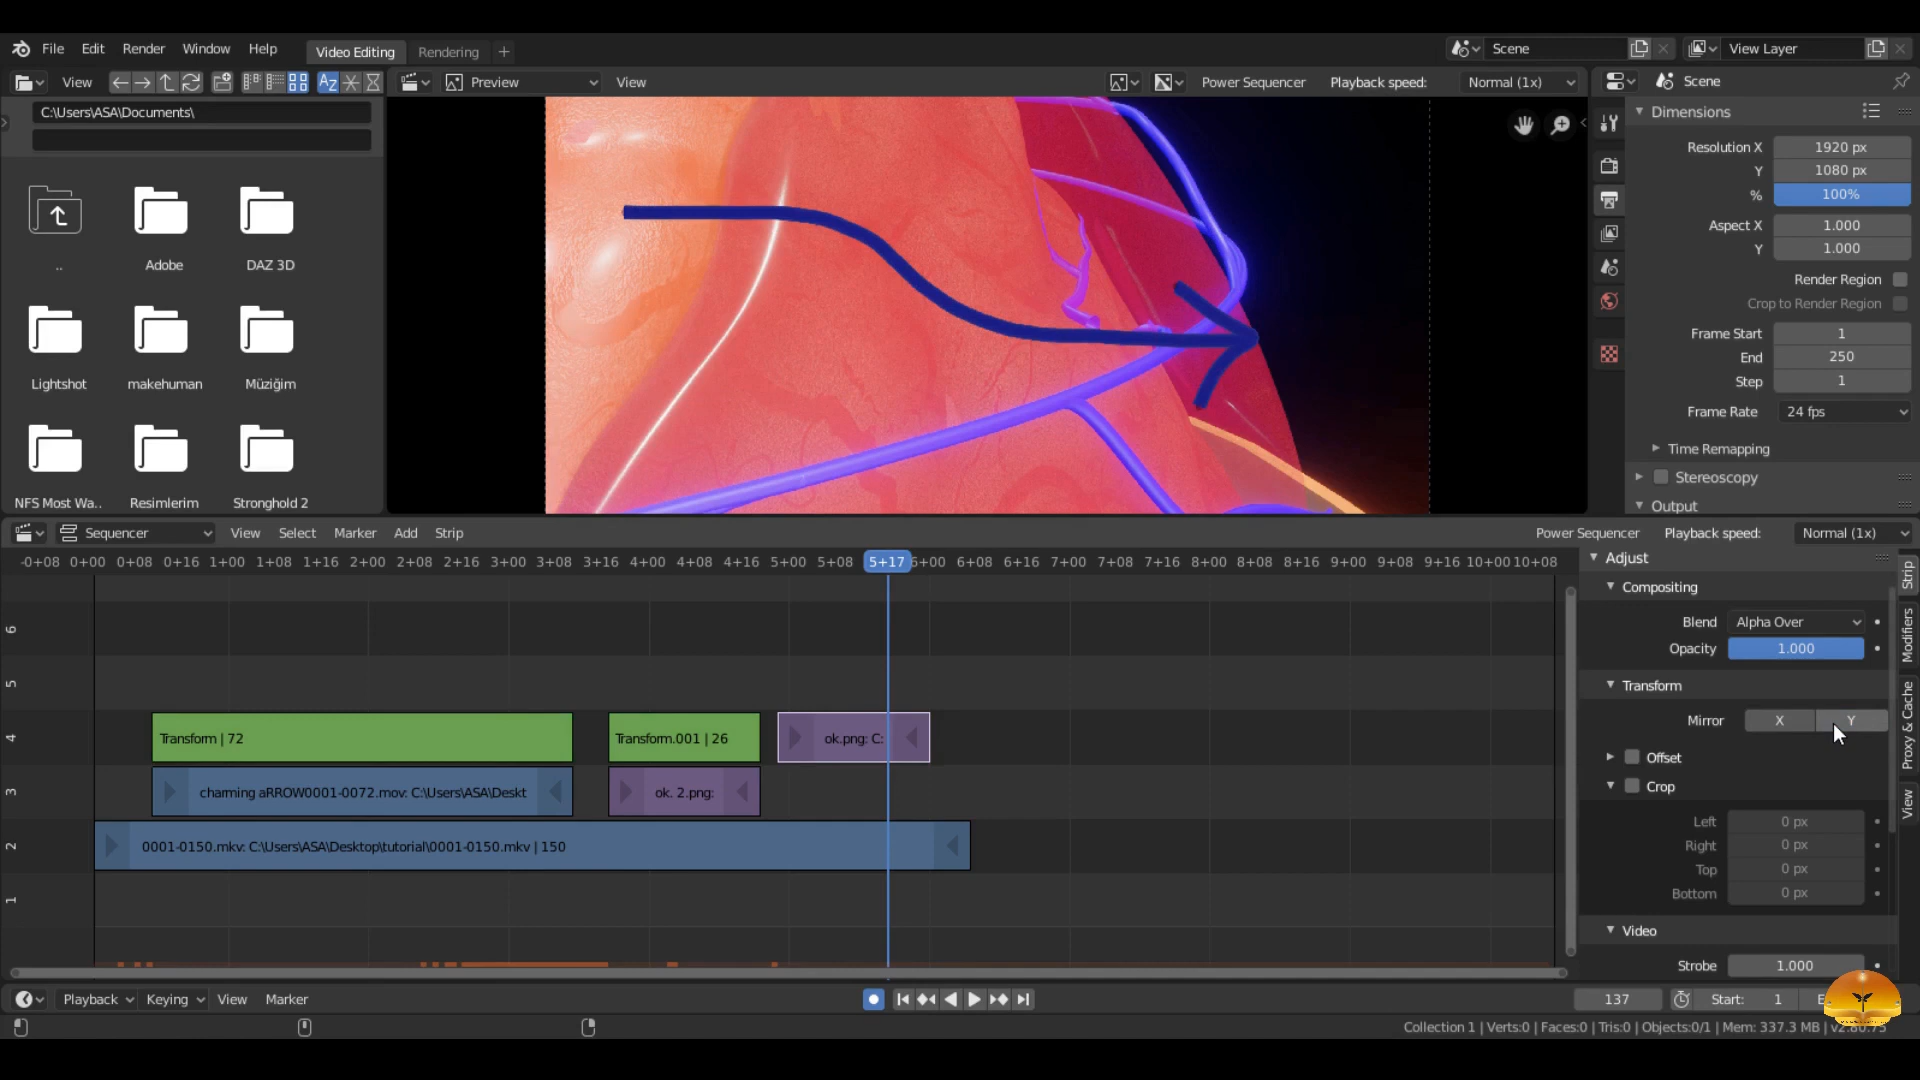 File Edit Render Window Help Video Editing Rendering + Scene View Layer
View Preview View Power Sequencer Playback speed: Normal (1x) Scene
C:\Users\ASA\Documents\
Dimensions
Resolution X 1920 px
Y 1080 px
% 100%
Aspect X 1.000
Y 1.000
.. Adobe DAZ 3D
Render Region
Crop to Render Region
Frame Start 1
End 250
Step 1
Lightshot makehuman Müziğim
Frame Rate 24 fps
Time Remapping
Stereoscopy
NFS Most Wa.. Resimlerim Stronghold 2
Output
Sequencer View Select Marker Add Strip Power Sequencer Playback speed: Normal (1x)
-0+08 0+00 0+08 0+16 1+00 1+08 1+16 2+00 2+08 2+16 3+00 3+08 3+16 4+00 4+08 4+16 5+00 5+08 5+17 6+00 6+08 6+16 7+00 7+08 7+16 8+00 8+08 8+16 9+00 9+08 9+16 10+00 10+08
Adjust
Compositing
Blend Alpha Over
Opacity 1.000
Transform
Mirror X Y
Offset
Crop
Left 0 px
Right 0 px
Top 0 px
Bottom 0 px
Video
Strobe 1.000
Strip
Modifiers
Proxy & Cache
View
6
5
4 Transform | 72 Transform.001 | 26 ok.png: C:
3 charming aRROW0001-0072.mov: C:\Users\ASA\Deskt ok. 2.png:
2 0001-0150.mkv: C:\Users\ASA\Desktop\tutorial\0001-0150.mkv | 150
1
Playback Keying View Marker 137 Start: 1
Collection 1 | Verts:0 | Faces:0 | Tris:0 | Objects:0/1 | Mem: 337.3 MB | v2.80.75